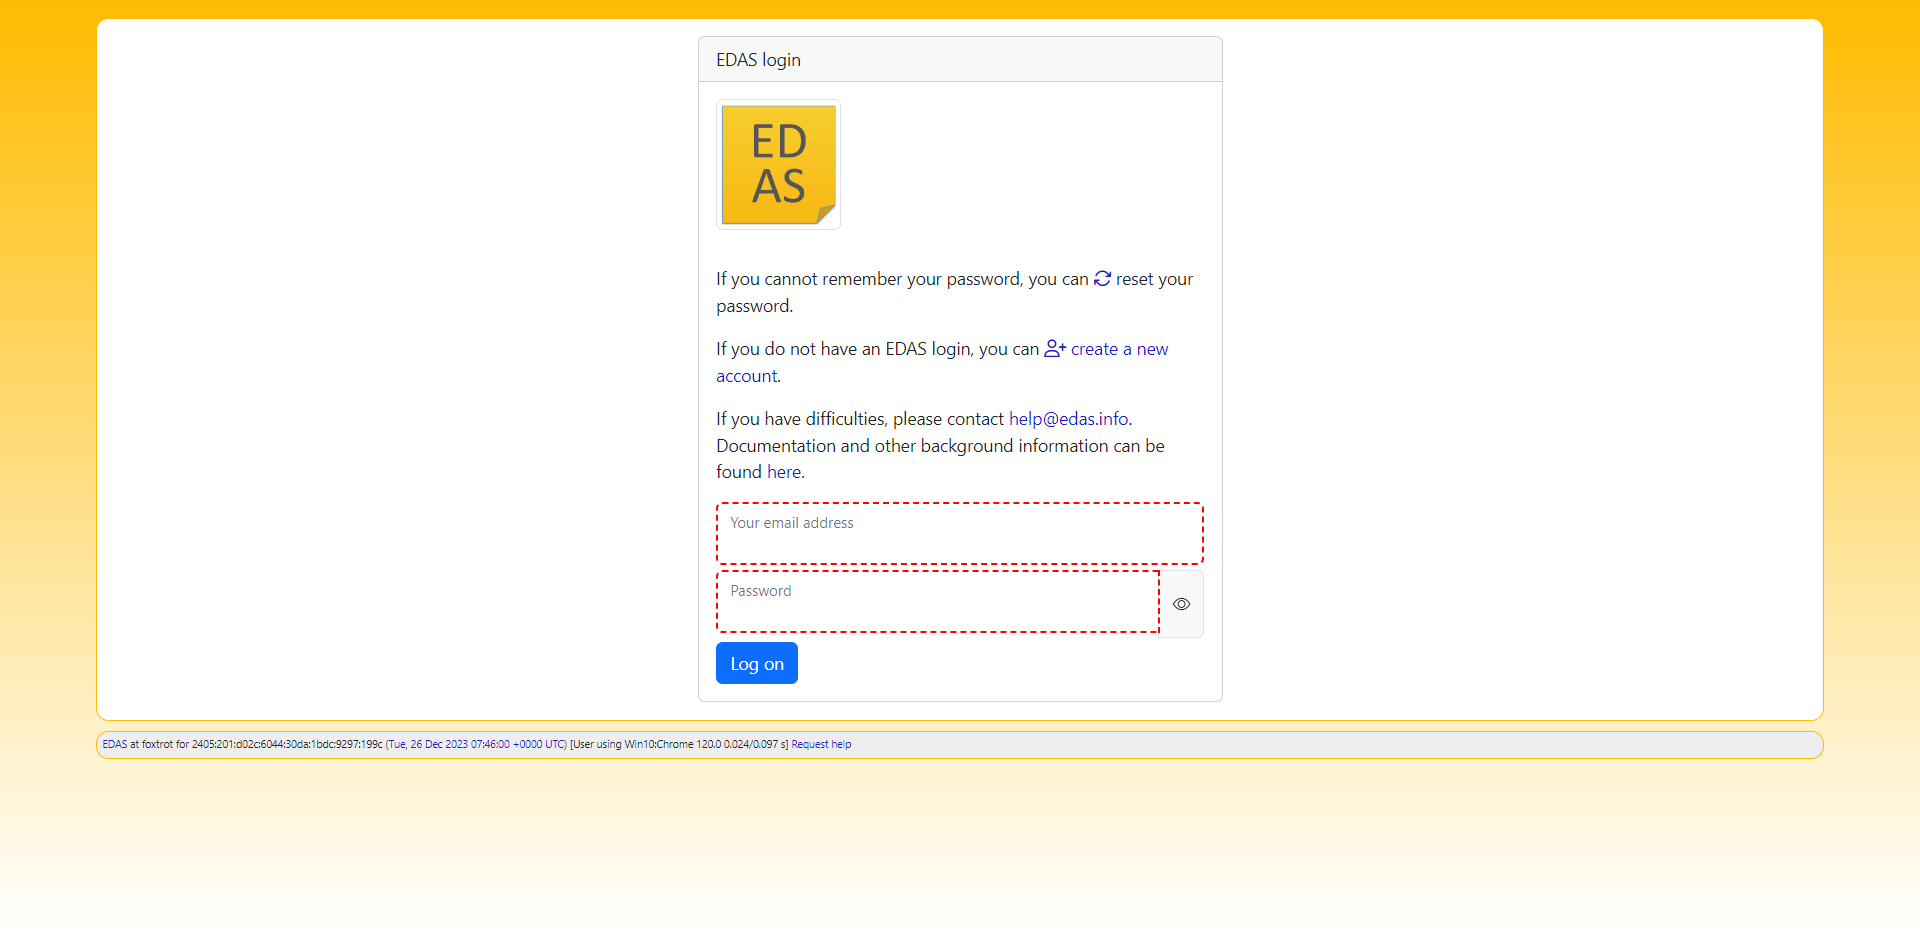 EDAS login
ED
AS
If you cannot remember your password, you can reset your
password.
If you do not have an EDAS login, you can create a new
account.
If you have difficulties, please contact help@edas.info.
Documentation and other background information can be
found here.
Your email address
Password
Log on
EDAS at foxtrot for 2405:201:d02c:6044:30da:1bdc:9297:199c (Tue, 26 Dec 2023 07:46:00 +0000 UTC) [User using Win10:Chrome 120.0 0.024/0.097 s] Request help